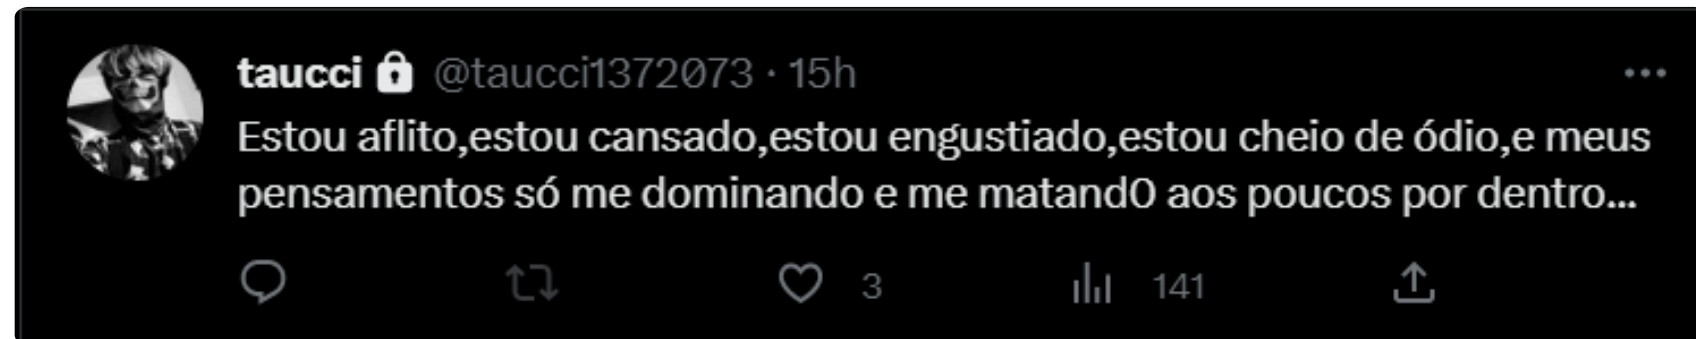 taucci @taucci1372073 · 15h
Estou aflito,estou cansado,estou engustiado,estou cheio de ódio,e meus
pensamentos só me dominando e me matand0 aos poucos por dentro...
3 141